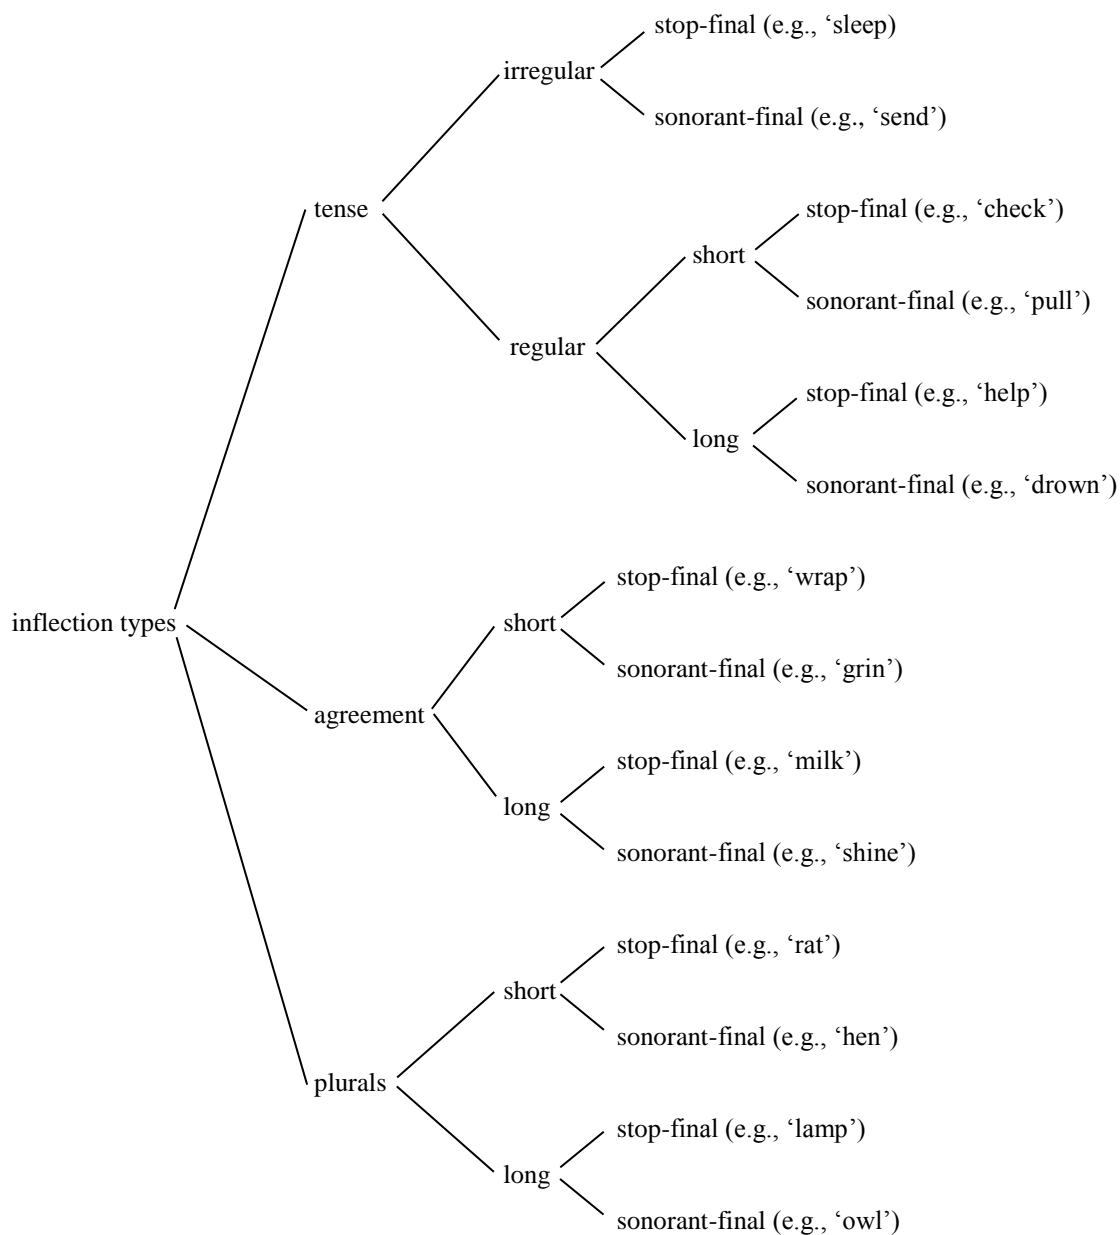 stop-final (e.g., ‘sleep)
irregular
sonorant-final (e.g., ‘send’)
tense
stop-final (e.g., ‘check’)
short
sonorant-final (e.g., ‘pull’)
regular
stop-final (e.g., ‘help’)
long
sonorant-final (e.g., ‘drown’)
stop-final (e.g., ‘wrap’)
inflection types
short
sonorant-final (e.g., ‘grin’)
agreement
stop-final (e.g., ‘milk’)
long
sonorant-final (e.g., ‘shine’)
stop-final (e.g., ‘rat’)
short
sonorant-final (e.g., ‘hen’)
plurals
stop-final (e.g., ‘lamp’)
long
sonorant-final (e.g., ‘owl’)